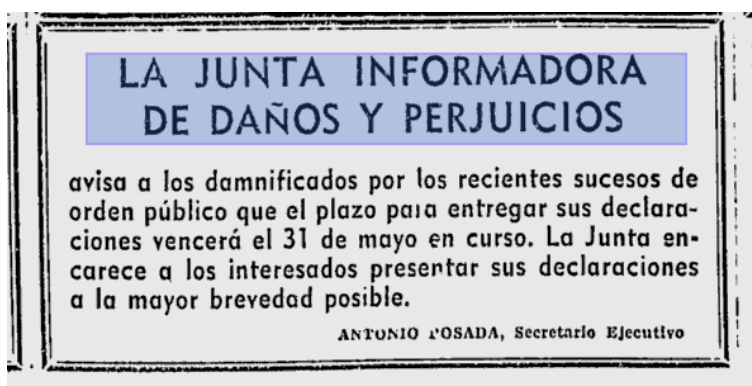 LA JUNTA INFORMADORA
DE DAÑOS Y PERJUICIOS
avisa a los damnificados por los recientes sucesos de
orden público que el plazo para entregar sus declara-
ciones vencerá el 31 de mayo en curso. La Junta en-
carece a los interesados presentar sus declaraciones
a la mayor brevedad posible.
ANTONIO POSADA, Secretario Ejecutivo